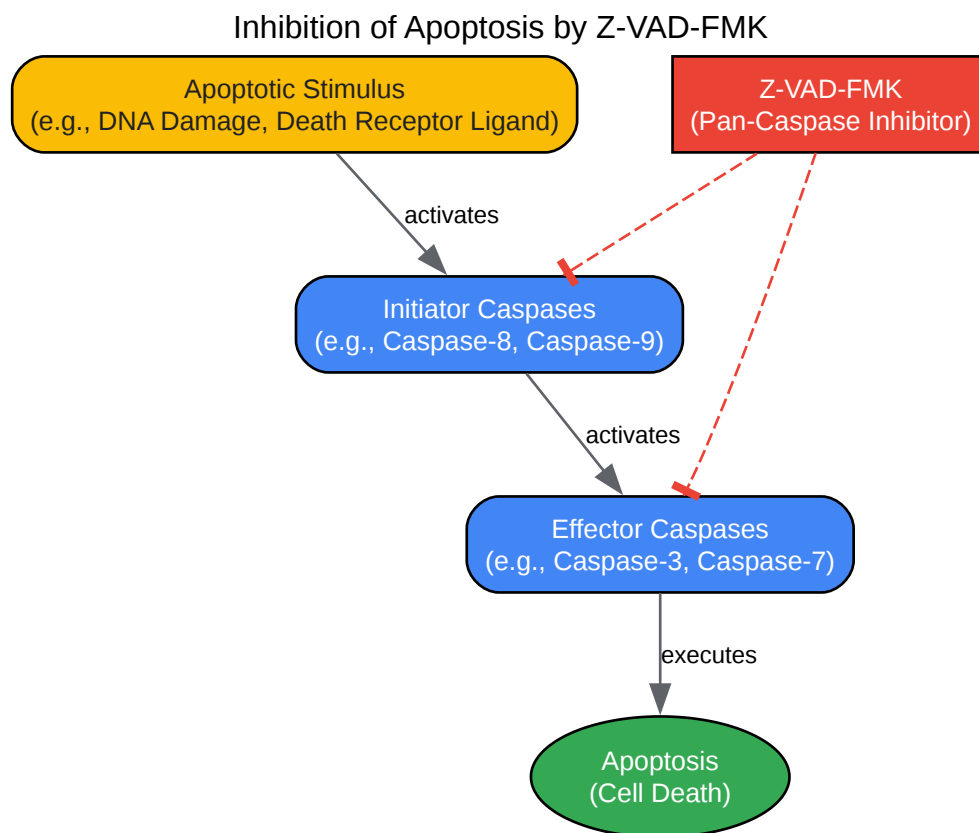 Inhibition of Apoptosis by Z-VAD-FMK
Apoptotic Stimulus
(e.g., DNA Damage, Death Receptor Ligand)
Z-VAD-FMK
(Pan-Caspase Inhibitor)
activates
Initiator Caspases
(e.g., Caspase-8, Caspase-9)
activates
Effector Caspases
(e.g., Caspase-3, Caspase-7)
executes
Apoptosis
(Cell Death)